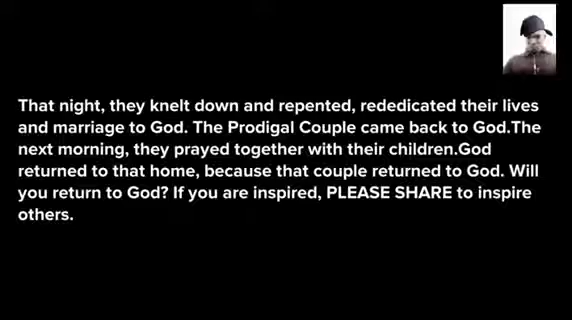 That night, they knelt down and repented, rededicated their lives
and marriage to God. The Prodigal Couple came back to God.The
next morning, they prayed together with their children.God
returned to that home, because that couple returned to God. Will
you return to God? If you are inspired, PLEASE SHARE to inspire
others.